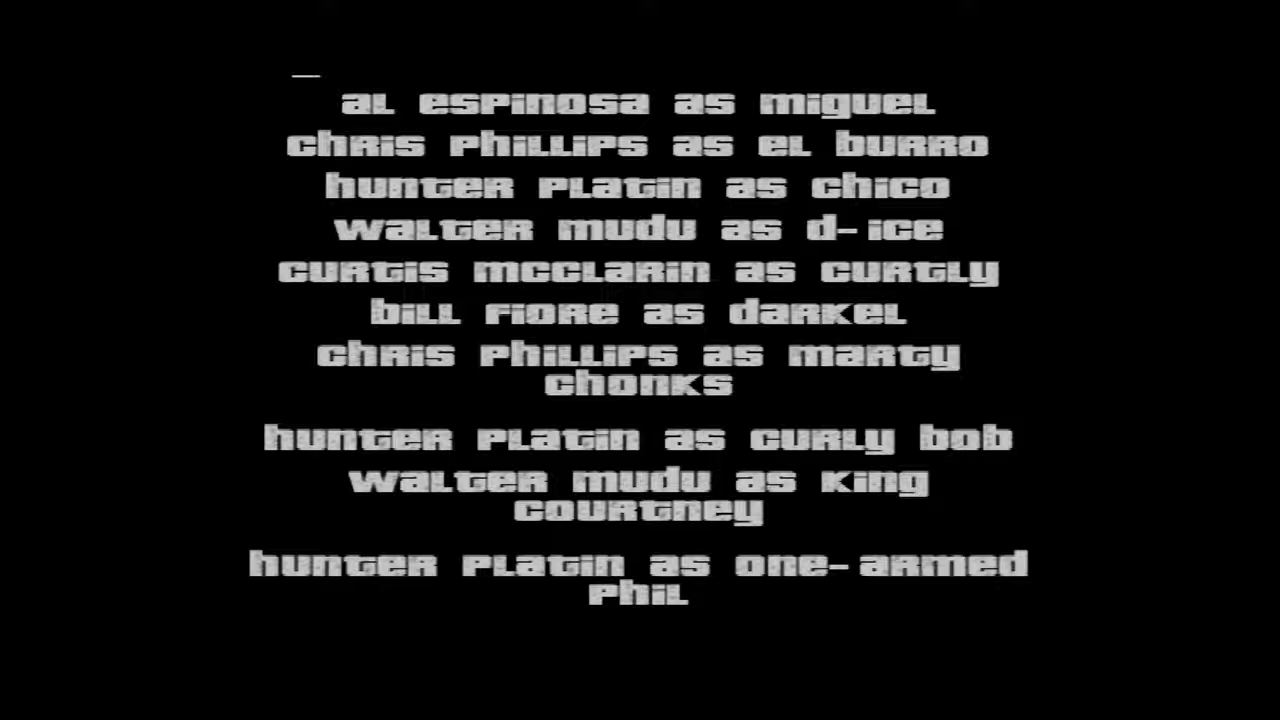 al espinosa as miguel
chris phillips as el burro
hunter platin as chico
walter mudu as d-ice
curtis mcclarin as curtly
bill fiore as darkel
chris phillips as marty
chonks
hunter platin as curly bob
walter mudu as king
courtney
hunter platin as one-armed
phil